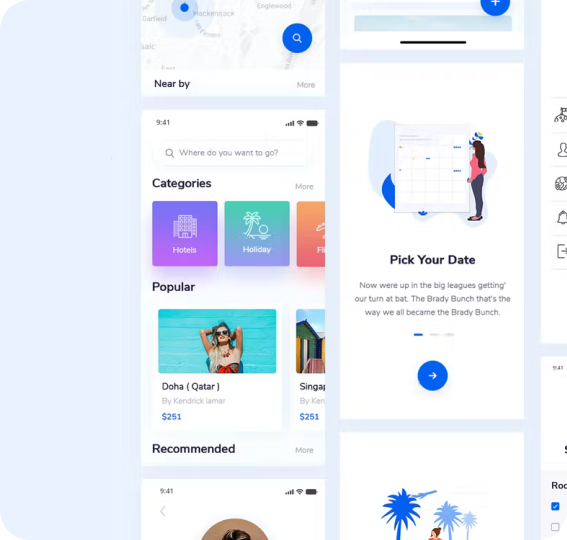 Hackensack
Englewood
Garfield
Near by
More
9:41
Where do you want to go?
Categories
More
Hotels
Holiday
Popular
Doha ( Qatar )
By Kendrick lamar
$251
Singap
By Ken
$251
Recommended
More
9:41
Pick Your Date
Now were up in the big leagues getting'
our turn at bat. The Brady Bunch that's the
way we all became the Brady Bunch.
9:41
Roo